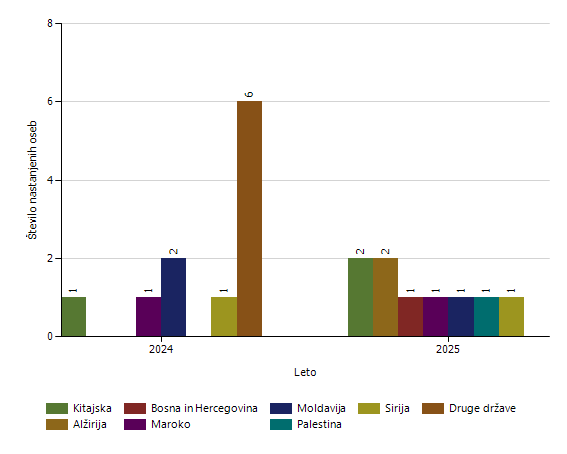 8
6
4
2
0
Število nastanjenih oseb
1
1
2
1
6
2
2
1
1
1
1
1
2024
2025
Leto
Kitajska
Bosna in Hercegovina
Moldavija
Sirija
Druge države
Alžirija
Maroko
Palestina